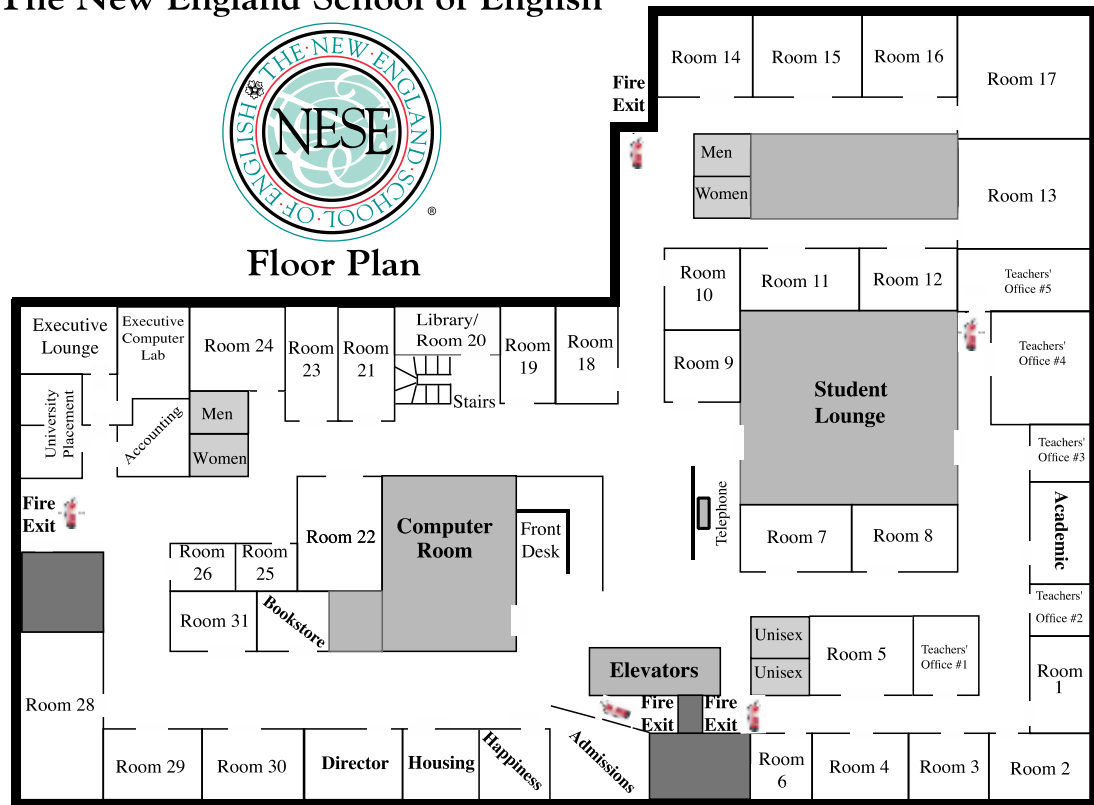 The New England School of English
THE · NEW · ENGLAND · SCHOOL · OF · ENGLISH
NESE
®
Floor Plan
Fire
Exit
Room 14
Room 15
Room 16
Room 17
Men
Women
Room 13
Room
10
Room 11
Room 12
Teachers'
Office #5
Room 9
Student
Lounge
Teachers'
Office #4
Executive
Lounge
Executive
Computer
Lab
Room 24
Room
23
Room
21
Library/
Room 20
Stairs
Room
19
Room
18
University
Placement
Accounting
Men
Women
Teachers'
Office #3
Fire
Exit
Room 22
Computer
Room
Front
Desk
Telephone
Room 7
Room 8
Academic
Room
26
Room
25
Room 31
Bookstore
Teachers'
Office #2
Unisex
Unisex
Room 5
Teachers'
Office #1
Room
1
Elevators
Fire
Exit
Fire
Exit
Room 28
Room 29
Room 30
Director
Housing
Happiness
Admissions
Room
6
Room 4
Room 3
Room 2